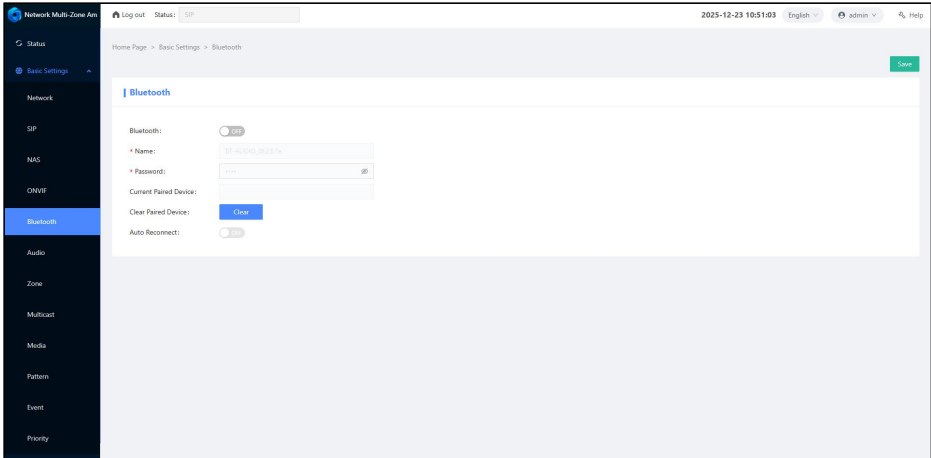 Network Multi-Zone Am
Log out Status: SIP 2025-12-23 10:51:03 English admin Help
Status
Home Page > Basic Settings > Bluetooth
Basic Settings
Save
Network
Bluetooth
SIP
Bluetooth: OFF
* Name:
NAS
* Password:
ONVIF
Current Paired Device:
Bluetooth
Clear Paired Device: Clear
Auto Reconnect: OFF
Audio
Zone
Multicast
Media
Pattern
Event
Priority